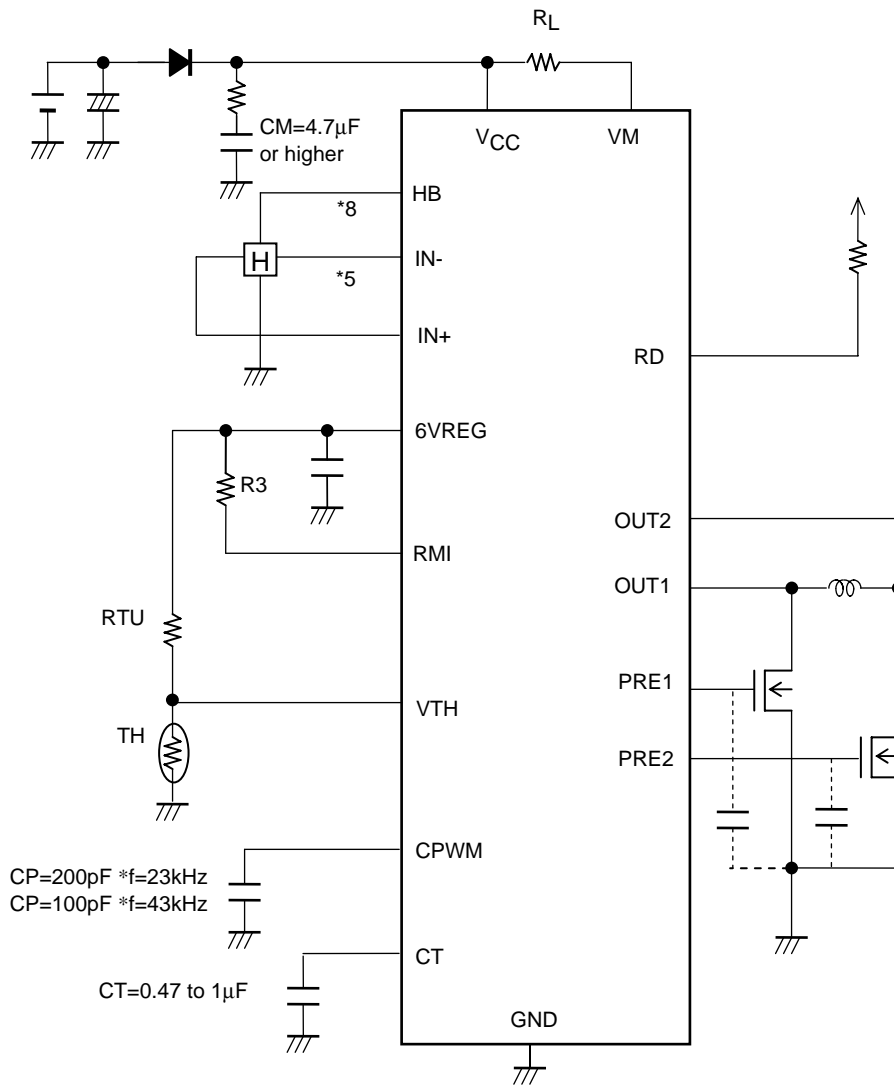 RL
CM=4.7μF
or higher
VCC
VM
HB
*8
H
IN-
*5
IN+
RD
6VREG
R3
OUT2
RMI
OUT1
RTU
PRE1
VTH
TH
PRE2
CPWM
CP=200pF *f=23kHz
CP=100pF *f=43kHz
CT
CT=0.47 to 1μF
GND